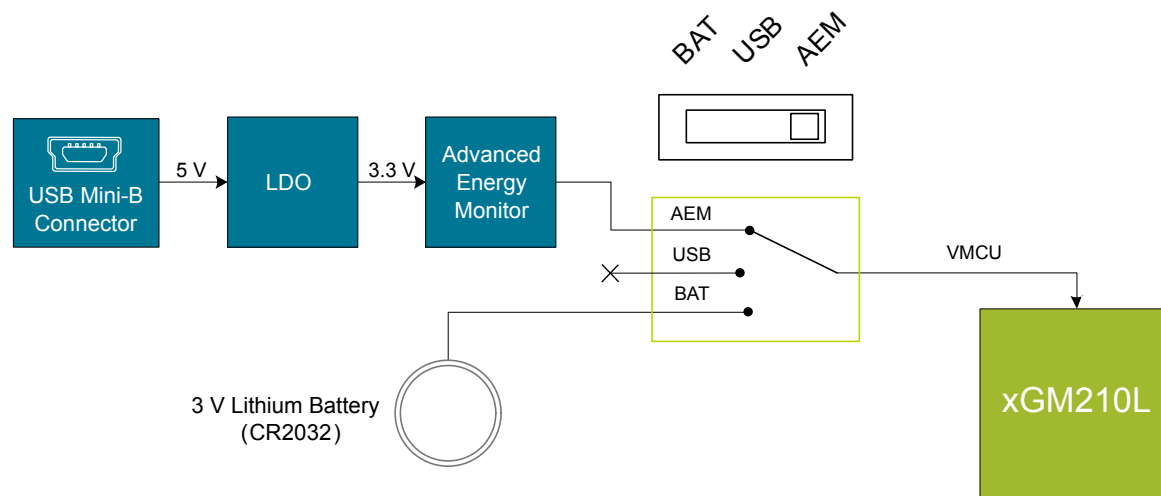 BAT
USB
AEM
USB Mini-B
Connector
5 V
LDO
3.3 V
Advanced
Energy
Monitor
AEM
USB
BAT
VMCU
3 V Lithium Battery
(CR2032)
xGM210L